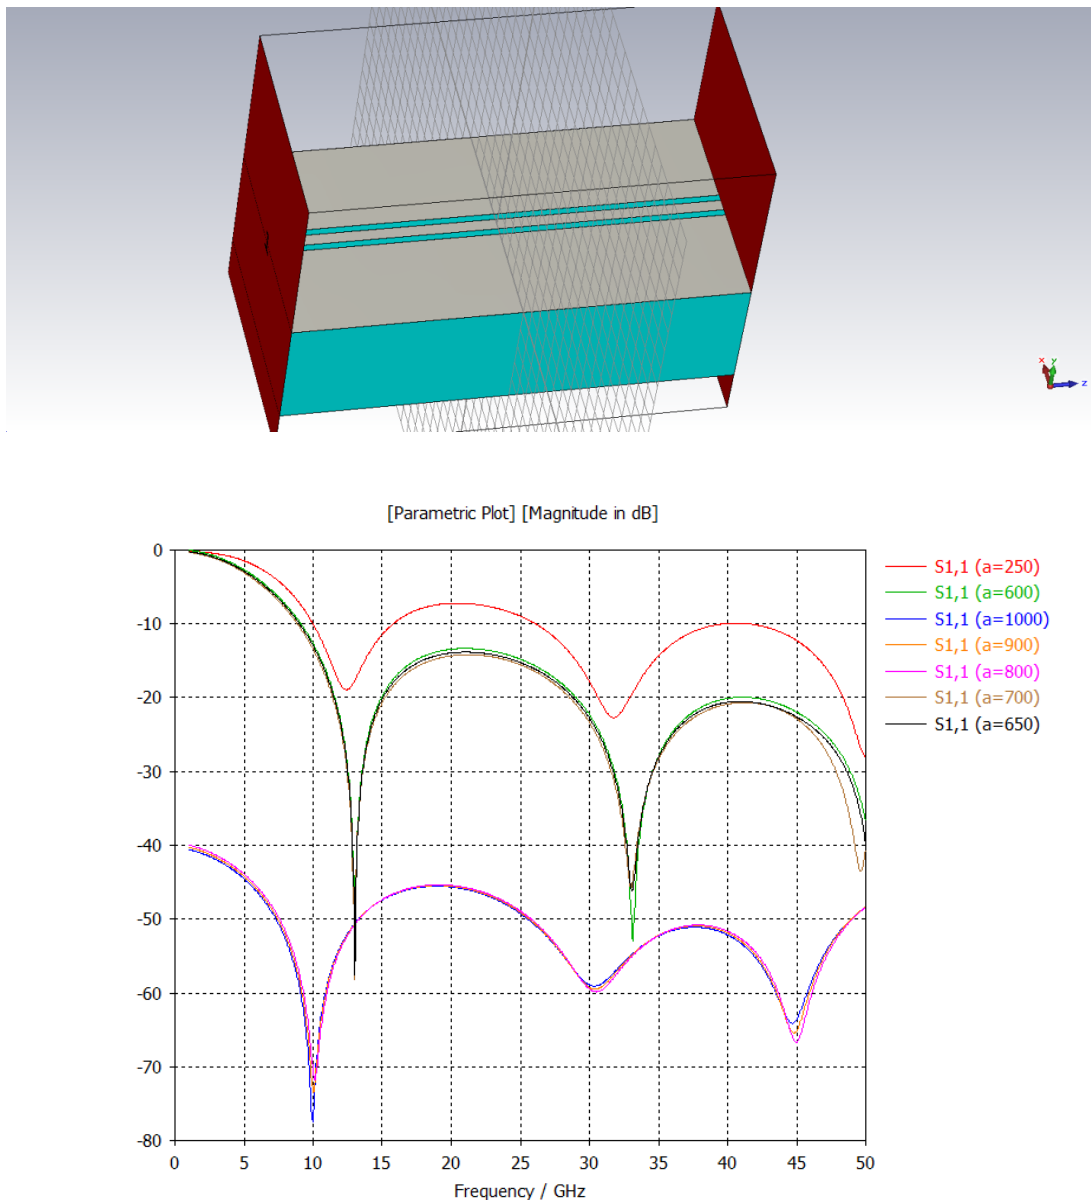 x y
z
[Parametric Plot] [Magnitude in dB]
0
-10
-20
-30
-40
-50
-60
-70
-80
0 5 10 15 20 25 30 35 40 45 50
Frequency / GHz
S1,1 (a=250)
S1,1 (a=600)
S1,1 (a=1000)
S1,1 (a=900)
S1,1 (a=800)
S1,1 (a=700)
S1,1 (a=650)